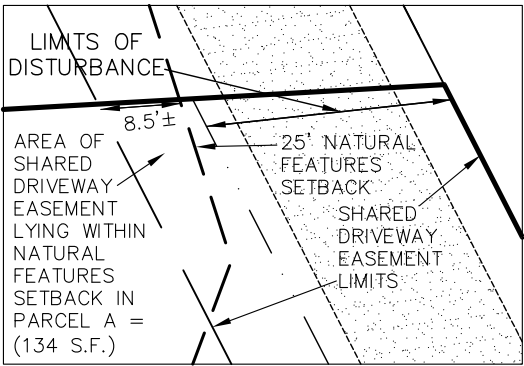 LIMITS OF
DISTURBANCE
8.5'±
AREA OF
SHARED
DRIVEWAY
EASEMENT
LYING WITHIN
NATURAL
FEATURES
SETBACK IN
PARCEL A =
(134 S.F.)
25' NATURAL
FEATURES
SETBACK
SHARED
DRIVEWAY
EASEMENT
LIMITS